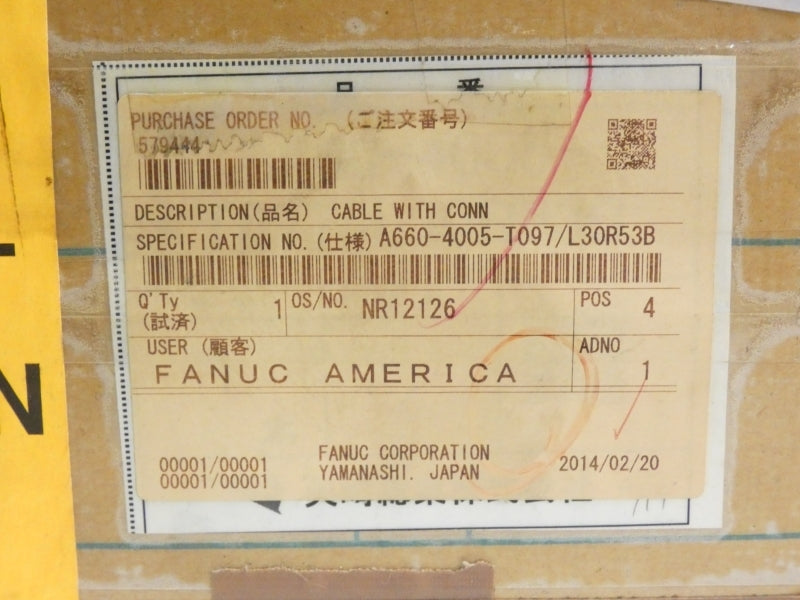 品 番
PURCHASE ORDER NO. (ご注文番号)
579444
DESCRIPTION(品名) CABLE WITH CONN
SPECIFICATION NO.(仕様) A660-4005-T097/L30R53B
Q'Ty 1 OS/NO. NR12126 POS 4
(試済)
USER (顧客) ADNO
FANUC AMERICA 1
FANUC CORPORATION
00001/00001 YAMANASHI. JAPAN 2014/02/20
00001/00001
N